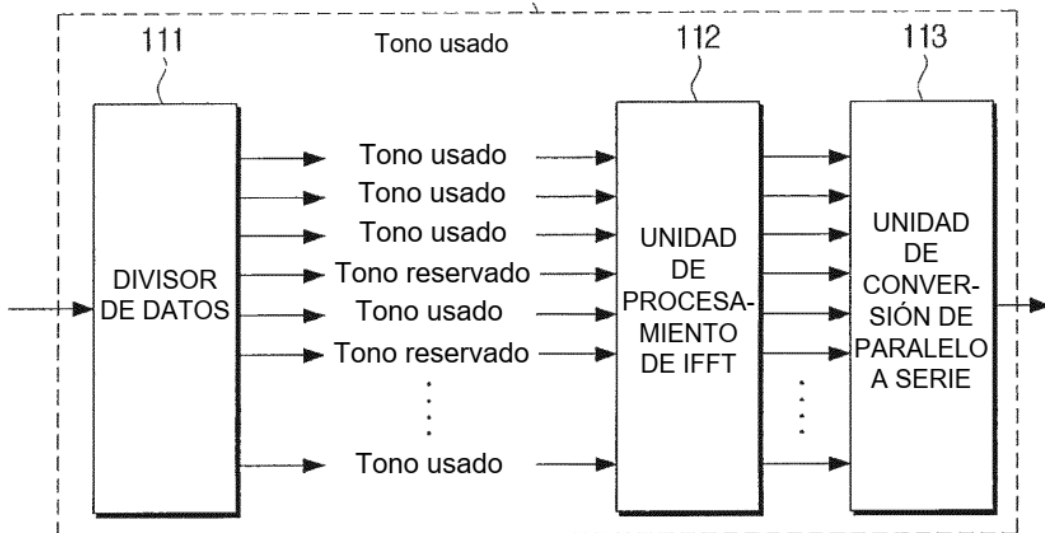 111
Tono usado
112
113
Tono usado
Tono usado
Tono usado
Tono reservado
Tono usado
Tono reservado
Tono usado
DIVISOR
DE DATOS
UNIDAD
DE
PROCESA-
MIENTO
DE IFFT
UNIDAD
DE
CONVER-
SIÓN DE
PARALELO
A SERIE